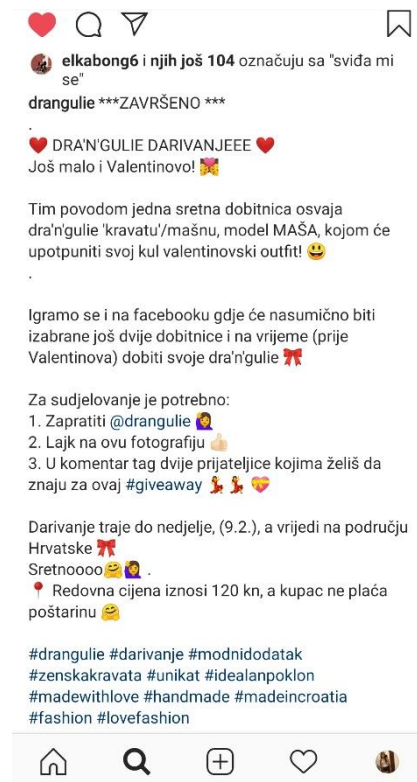 elkabong6 i njih još 104 označuju sa "sviđa mi
se"
drangulie ***ZAVRŠENO ***
.
❤️ DRA'N'GULIE DARIVANJEEE ❤️
Još malo i Valentinovo! 💏
Tim povodom jedna sretna dobitnica osvaja
dra'n'gulie 'kravatu'/mašnu, model MAŠA, kojom će
upotpuniti svoj kul valentinovski outfit! 😃
.
Igramo se i na facebooku gdje će nasumično biti
izabrane još dvije dobitnice i na vrijeme (prije
Valentinova) dobiti svoje dra'n'gulie 🎀
Za sudjelovanje je potrebno:
1. Zapratiti @drangulie 🙋‍♀️
2. Lajk na ovu fotografiju 👍🏻
3. U komentar tag dvije prijateljice kojima želiš da
znaju za ovaj #giveaway 💃💃 💝
Darivanje traje do nedjelje, (9.2.), a vrijedi na području
Hrvatske 🎀
Sretnoooo🤗🙋‍♀️ .
📍 Redovna cijena iznosi 120 kn, a kupac ne plaća
poštarinu 🤗
#drangulie #darivanje #modnidodatak
#zenskakravata #unikat #idealanpoklon
#madewithlove #handmade #madeincroatia
#fashion #lovefashion